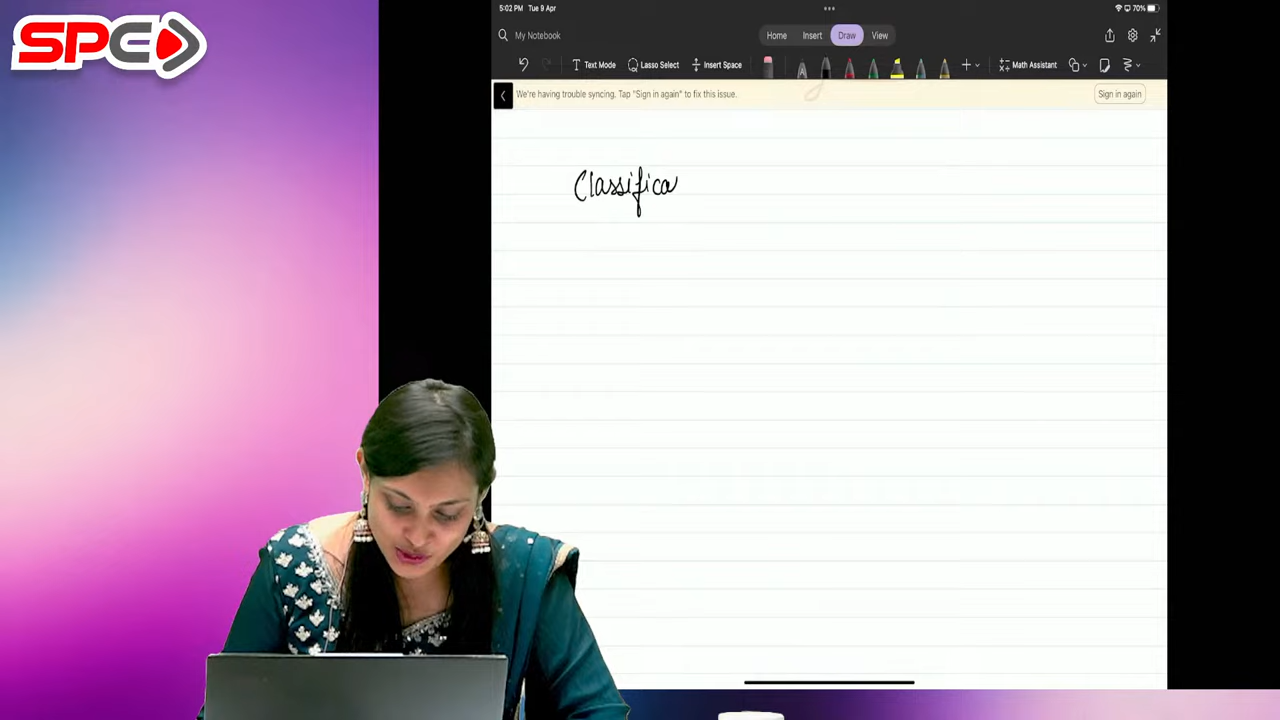 SPE
5:02 PM Tue 9 Apr
70%
My Notebook
Home Insert Draw View
Text Mode Lasso Select Insert Space Math Assistant
We're having trouble syncing. Tap "Sign in again" to fix this issue. Sign in again
Classifica